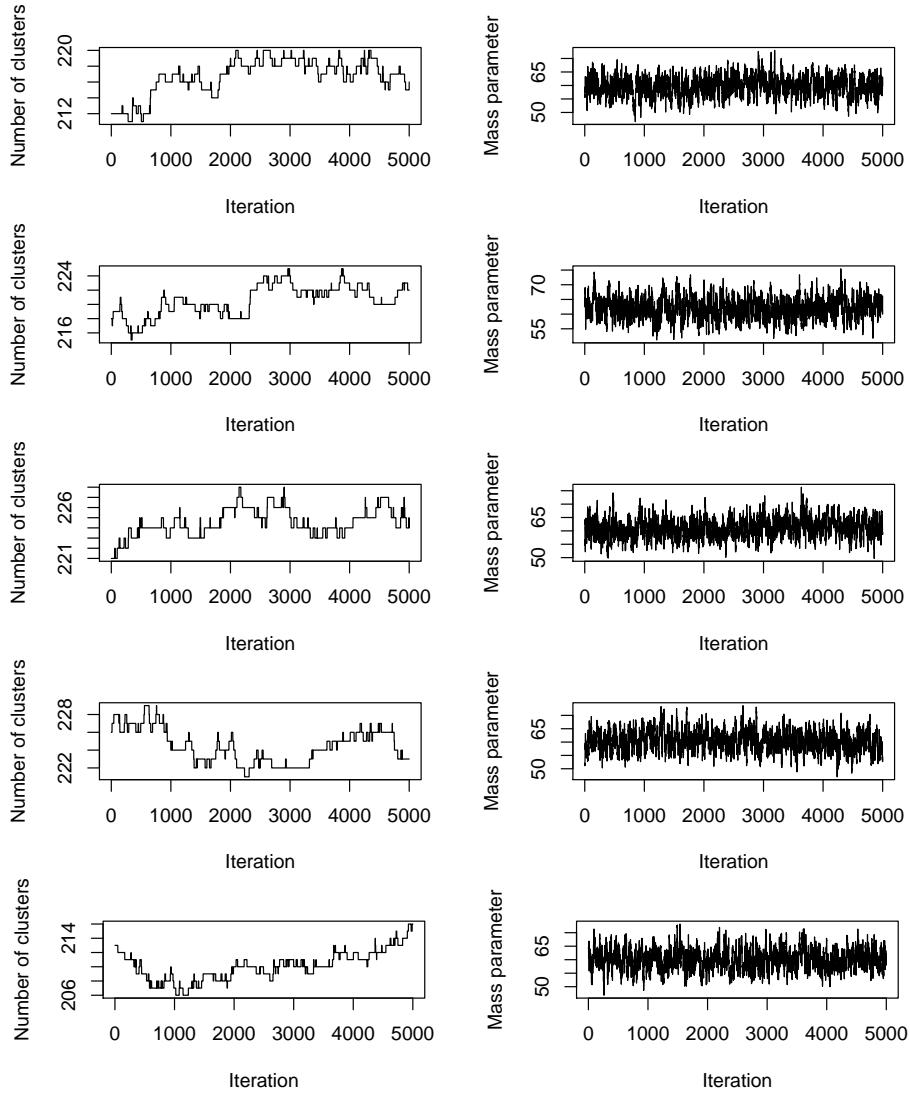 Number of clusters
212
220
0 1000 2000 3000 4000 5000
Iteration
Mass parameter
50
65
0 1000 2000 3000 4000 5000
Iteration
Number of clusters
216
224
0 1000 2000 3000 4000 5000
Iteration
Mass parameter
55
70
0 1000 2000 3000 4000 5000
Iteration
Number of clusters
221
226
0 1000 2000 3000 4000 5000
Iteration
Mass parameter
50
65
0 1000 2000 3000 4000 5000
Iteration
Number of clusters
222
228
0 1000 2000 3000 4000 5000
Iteration
Mass parameter
50
65
0 1000 2000 3000 4000 5000
Iteration
Number of clusters
206
214
0 1000 2000 3000 4000 5000
Iteration
Mass parameter
50
65
0 1000 2000 3000 4000 5000
Iteration